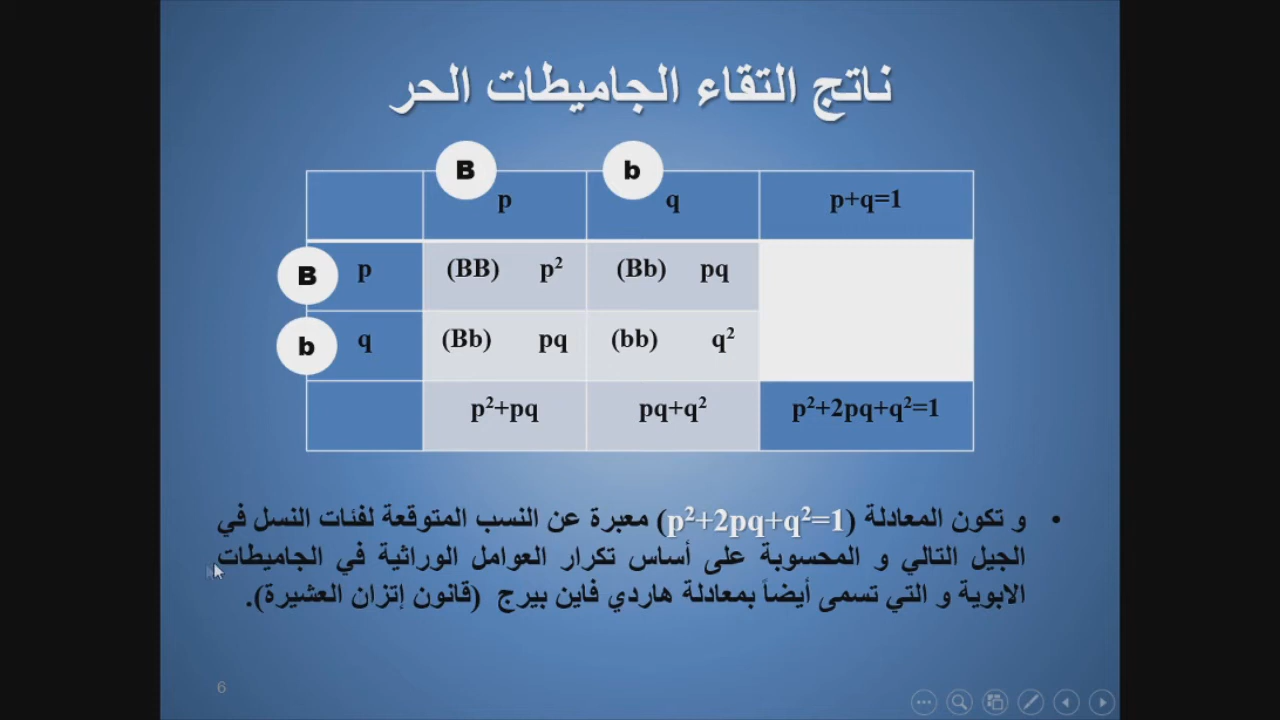 ناتج التقاء الجاميطات الحر
B b
p q p+q=1
B p (BB) p² (Bb) pq
b q (Bb) pq (bb) q²
p²+pq pq+q² p²+2pq+q²=1
• و تكون المعادلة (p²+2pq+q²=1) معبرة عن النسب المتوقعة لفئات النسل في
الجيل التالي و المحسوبة على أساس تكرار العوامل الوراثية في الجاميطات
الابوية و التي تسمى أيضاً بمعادلة هاردي فاين بيرج (قانون إتزان العشيرة).
6